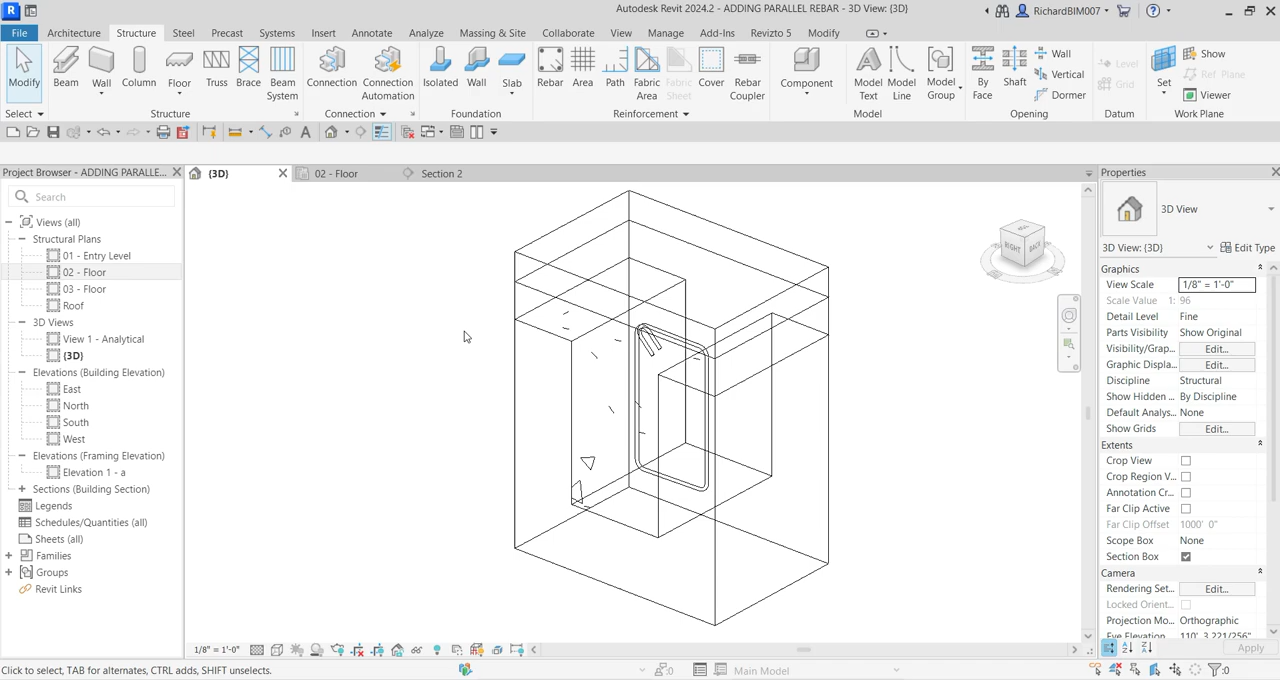 Autodesk Revit 2024.2 - ADDING PARALLEL REBAR - 3D View: {3D}
RichardBIM007
File Architecture Structure Steel Precast Systems Insert Annotate Analyze Massing & Site Collaborate View Manage Add-Ins Revizto 5 Modify
Modify Beam Wall Column Floor Truss Brace Beam System Connection Connection Automation Isolated Wall Slab Rebar Area Path Fabric Area Fabric Sheet Cover Rebar Coupler Component Model Text Model Line Model Group By Face Shaft Wall Vertical Dormer Level Grid Set Show Ref Plane Viewer
Select Structure Connection Foundation Reinforcement Model Opening Datum Work Plane
Project Browser - ADDING PARALLE...
{3D}
02 - Floor
Section 2
Properties
Search
3D View
Views (all)
Structural Plans
01 - Entry Level
02 - Floor
03 - Floor
Roof
3D Views
View 1 - Analytical
{3D}
Elevations (Building Elevation)
East
North
South
West
Elevations (Framing Elevation)
Elevation 1 - a
Sections (Building Section)
Legends
Schedules/Quantities (all)
Sheets (all)
Families
Groups
Revit Links
RIGHT
BACK
3D View: {3D} Edit Type
Graphics
View Scale 1/8" = 1'-0"
Scale Value 1: 96
Detail Level Fine
Parts Visibility Show Original
Visibility/Grap... Edit...
Graphic Displa... Edit...
Discipline Structural
Show Hidden ... By Discipline
Default Analys... None
Show Grids Edit...
Extents
Crop View
Crop Region V...
Annotation Cr...
Far Clip Active
Far Clip Offset 1000' 0"
Scope Box None
Section Box
Camera
Rendering Set... Edit...
Locked Orient...
Projection Mo... Orthographic
Eye Elevation 110' 3 221/256"
Apply
1/8" = 1'-0"
Click to select, TAB for alternates, CTRL adds, SHIFT unselects.
:0
Main Model
:0